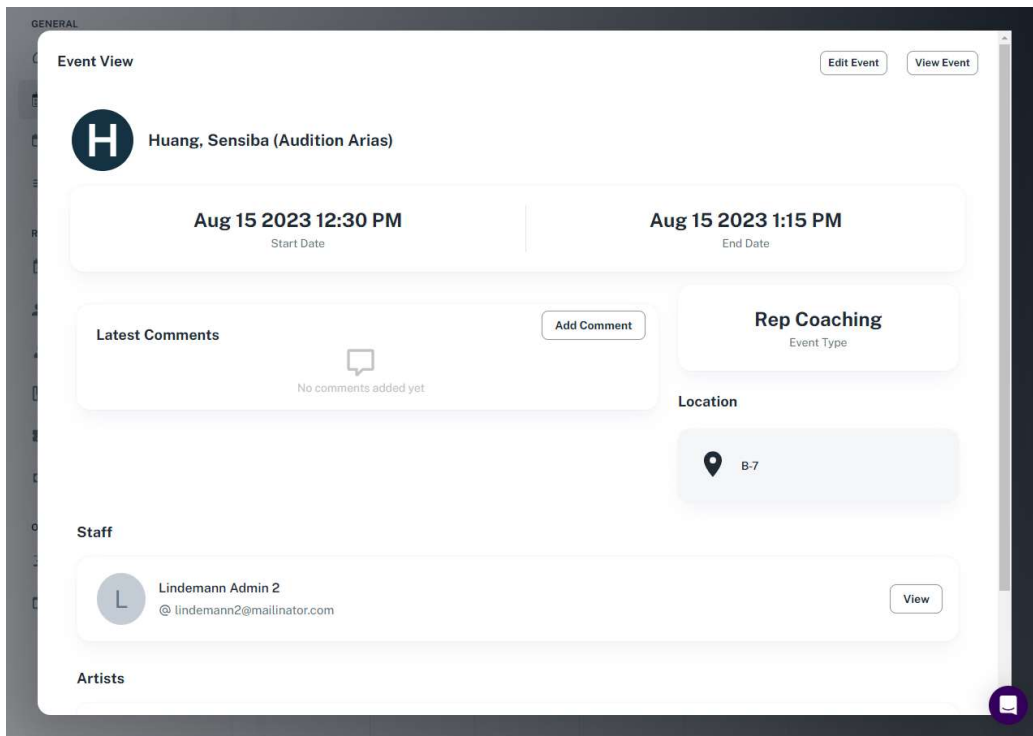 GENERAL
Event View
Edit Event
View Event
H
Huang, Sensiba (Audition Arias)
Aug 15 2023 12:30 PM
Start Date
Aug 15 2023 1:15 PM
End Date
Latest Comments
Add Comment
No comments added yet
Rep Coaching
Event Type
Location
B-7
Staff
L
Lindemann Admin 2
@ lindemann2@mailinator.com
View
Artists